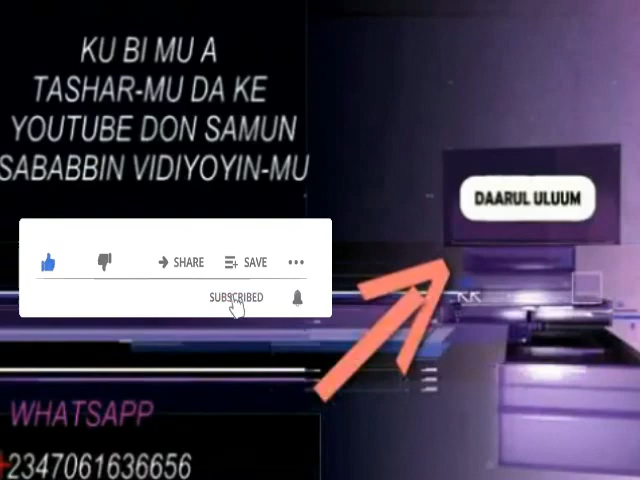 KU BI MU A
TASHAR-MU DA KE
YOUTUBE DON SAMUN
SABABBIN VIDIYOYIN-MU
DAARUL ULUUM
SHARE
SAVE
SUBSCRIBED
KK
WHATSAPP
+2347061636656